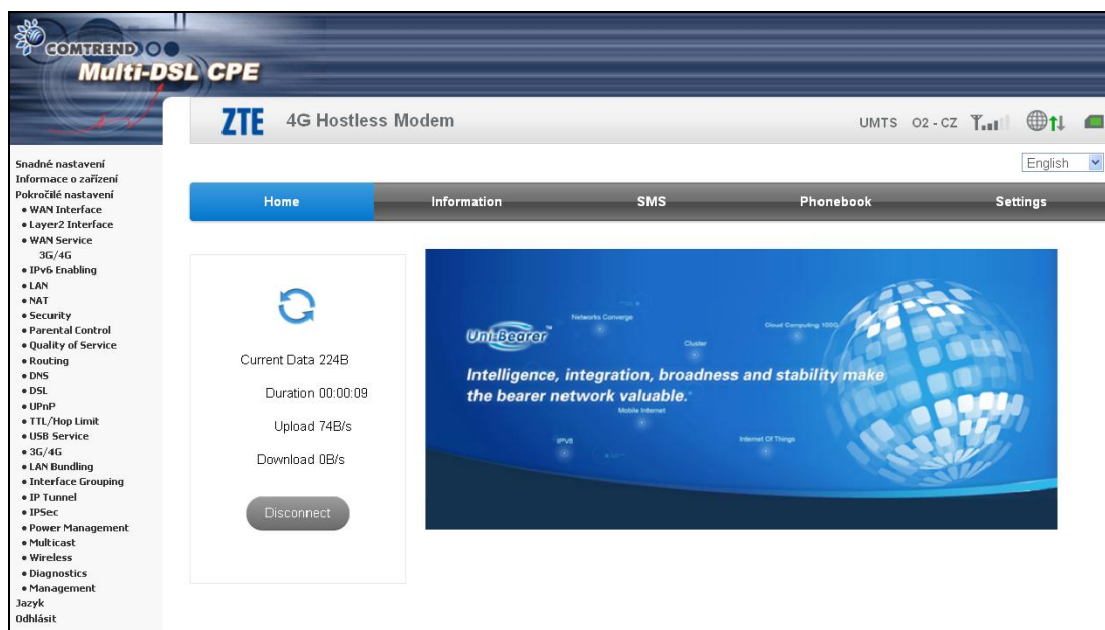 COMTREND
Multi-DSL CPE
ZTE 4G Hostless Modem UMTS O2 - CZ
English
Home Information SMS Phonebook Settings
Snadné nastavení
Informace o zařízení
Pokročilé nastavení
• WAN Interface
• Layer2 Interface
• WAN Service
3G/4G
• IPv6 Enabling
• LAN
• NAT
• Security
• Parental Control
• Quality of Service
• Routing
• DNS
• DSL
• UPnP
• TTL/Hop Limit
• USB Service
• 3G/4G
• LAN Bundling
• Interface Grouping
• IP Tunnel
• IPSec
• Power Management
• Multicast
• Wireless
• Diagnostics
• Management
Jazyk
Odhlásit
Current Data 224B
Duration 00:00:09
Upload 74B/s
Download 0B/s
Disconnect
Networks Converge
Cloud Computing 100G
Uni-Bearer™
Cluster
Intelligence, integration, broadness and stability make
the bearer network valuable.
Mobile Internet
IPV6
Internet Of Things